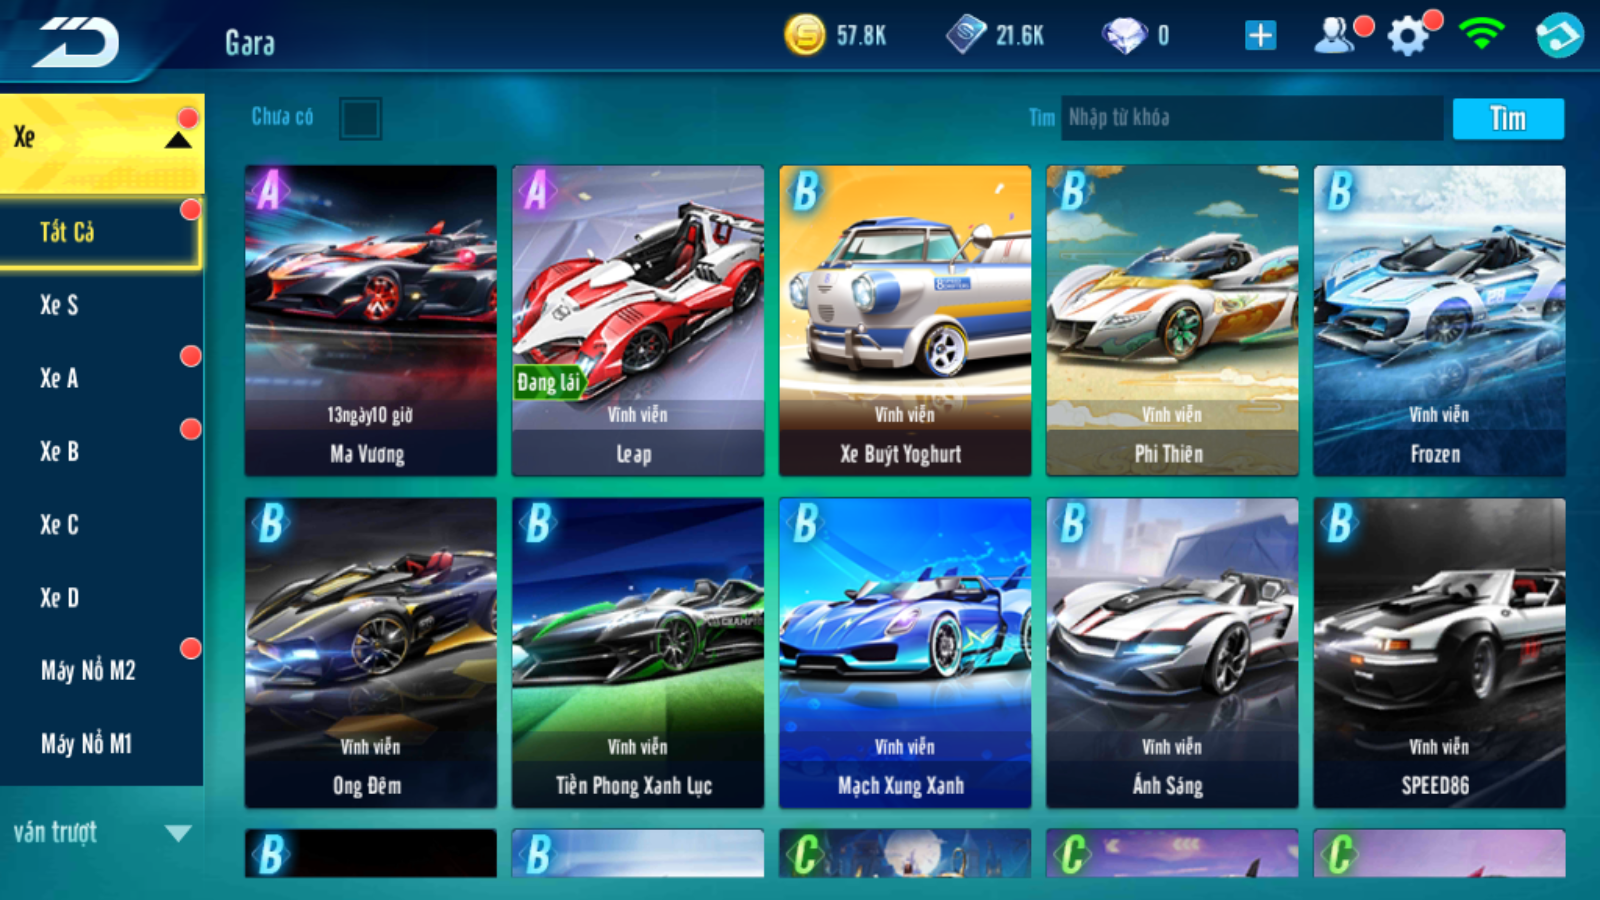 Gara
57.8K
21.6K
0
Xe
Tất Cả
Xe S
Xe A
Xe B
Xe C
Xe D
Máy Nổ M2
Máy Nổ M1
ván trượt
Chưa có
Tìm
Nhập từ khóa
Tìm
A
13ngày10 giờ
Ma Vương
A
Đang lái
Vĩnh viễn
Leap
B
Vĩnh viễn
Xe Buýt Yoghurt
B
Vĩnh viễn
Phi Thiên
B
Vĩnh viễn
Frozen
B
Vĩnh viễn
Ong Đêm
B
Vĩnh viễn
Tiền Phong Xanh Lục
B
Vĩnh viễn
Mạch Xung Xanh
B
Vĩnh viễn
Ánh Sáng
B
Vĩnh viễn
SPEED86
B
B
C
C
C